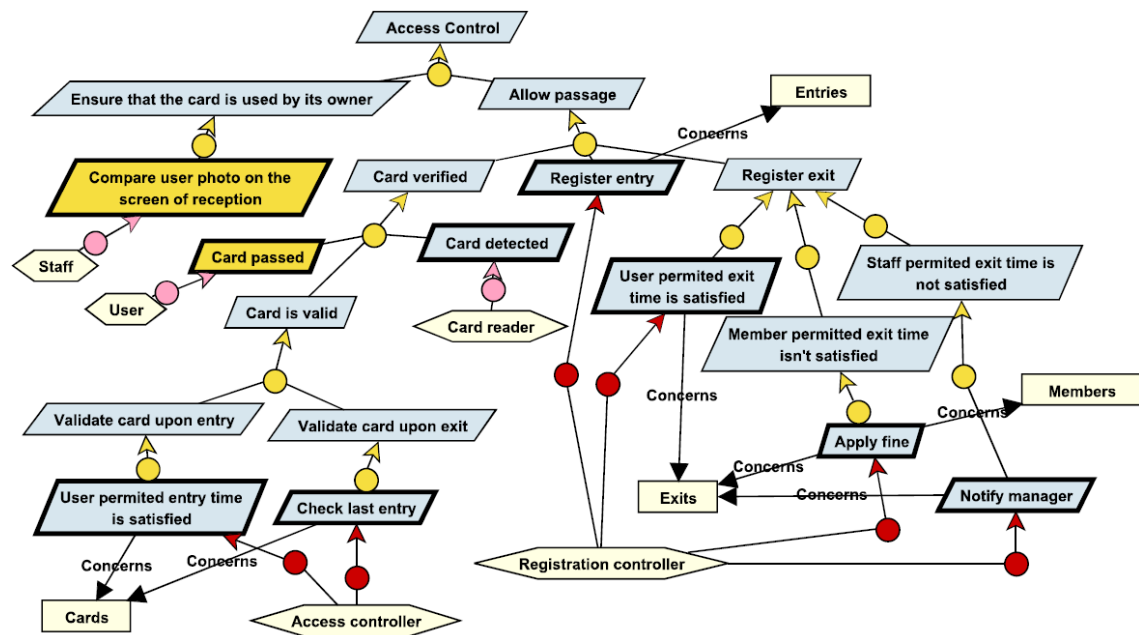 Access Control
Ensure that the card is used by its owner
Allow passage
Entries
Concerns
Compare user photo on the
screen of reception
Card verified
Register entry
Register exit
Staff
Card passed
Card detected
User permited exit
time is satisfied
Staff permited exit time is
not satisfied
User
Card is valid
Card reader
Member permitted exit time
isn't satisfied
Concerns
Members
Validate card upon entry
Validate card upon exit
Apply fine
Concerns
Concerns
User permited entry time
is satisfied
Check last entry
Exits
Concerns
Notify manager
Concerns
Concerns
Registration controller
Cards
Access controller